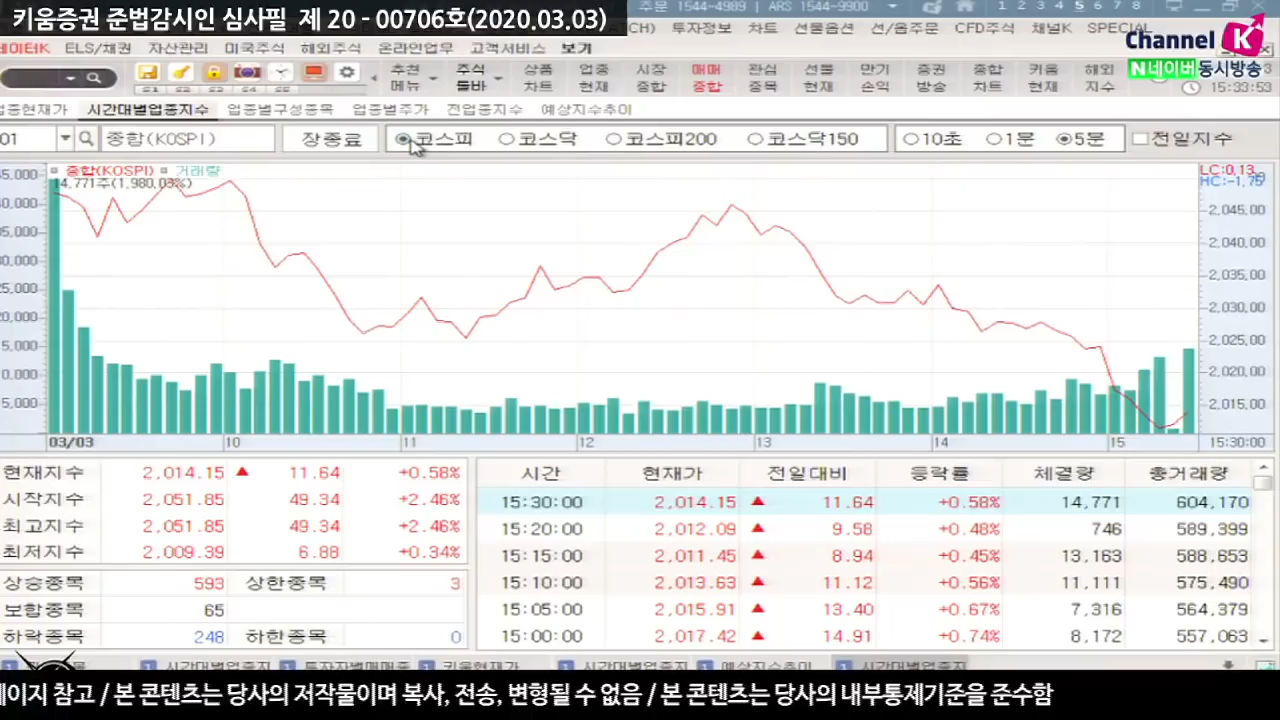 키움증권 준법감시인 심사필 제 20 - 00706호(2020.03.03)
주문 1544-4989 | ARS 1544-9900
1 2 3 4 5 6 7 8
투자정보 차트 선물옵션 선/옵주문 CFD주식 채널K SPECIAL
Channel K
ELS/채권 자산관리 미국주식 해외주식 온라인업무 고객서비스 보기
N네이버동시방송
추천 주식 상품 업종 시장 매매 관심 선물 만기 증권 종합 키움 해외
메뉴 툴바 차트 현재 종합 종합 종목 현재 손익 방송 차트 현재 지수
15:39:53
업종현재가 시간대별업종지수 업종별구성종목 업종별주가 전업종지수 예상지수추이
01 종합(KOSPI) 장종료 코스피 코스닥 코스피200 코스닥150 10초 1분 5분 전일지수
종합(KOSPI) 거래량
14,771주(1,980,03%)
LC:0,13
HC:-1,75
2,045,00
2,040,00
2,035,00
2,030,00
2,025,00
2,020,00
2,015,00
03/03 10 11 12 13 14 15 15:30:00
현재지수 2,014.15 ▲ 11.64 +0.58%
시작지수 2,051.85 49.34 +2.46%
최고지수 2,051.85 49.34 +2.46%
최저지수 2,009.39 6.88 +0.34%
상승종목 593 상한종목 3
보합종목 65
하락종목 248 하한종목 0
시간 현재가 전일대비 등락률 체결량 총거래량
15:30:00 2,014.15 ▲ 11.64 +0.58% 14,771 604,170
15:20:00 2,012.09 ▲ 9.58 +0.48% 746 589,399
15:15:00 2,011.45 ▲ 8.94 +0.45% 13,163 588,653
15:10:00 2,013.63 ▲ 11.12 +0.56% 11,111 575,490
15:05:00 2,015.91 ▲ 13.40 +0.67% 7,316 564,379
15:00:00 2,017.42 ▲ 14.91 +0.74% 8,172 557,063
시간대별업종지 투자자별매매동 키움현재가 시간대별업종지 예상지수추이 시간대별업종지
페이지 참고 / 본 콘텐츠는 당사의 저작물이며 복사, 전송, 변형될 수 없음 / 본 콘텐츠는 당사의 내부통제기준을 준수함